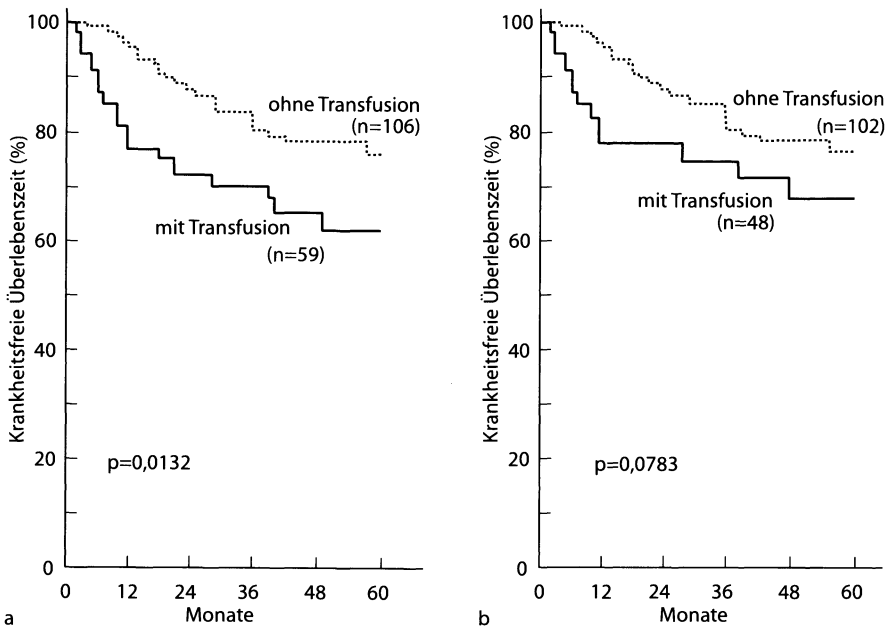 Krankheitsfreie Überlebenszeit (%)
100
80
60
40
20
0
ohne Transfusion
(n=106)
mit Transfusion
(n=59)
p=0,0132
0 12 24 36 48 60
Monate
a
Krankheitsfreie Überlebenszeit (%)
100
80
60
40
20
0
ohne Transfusion
(n=102)
mit Transfusion
(n=48)
p=0,0783
0 12 24 36 48 60
Monate
b